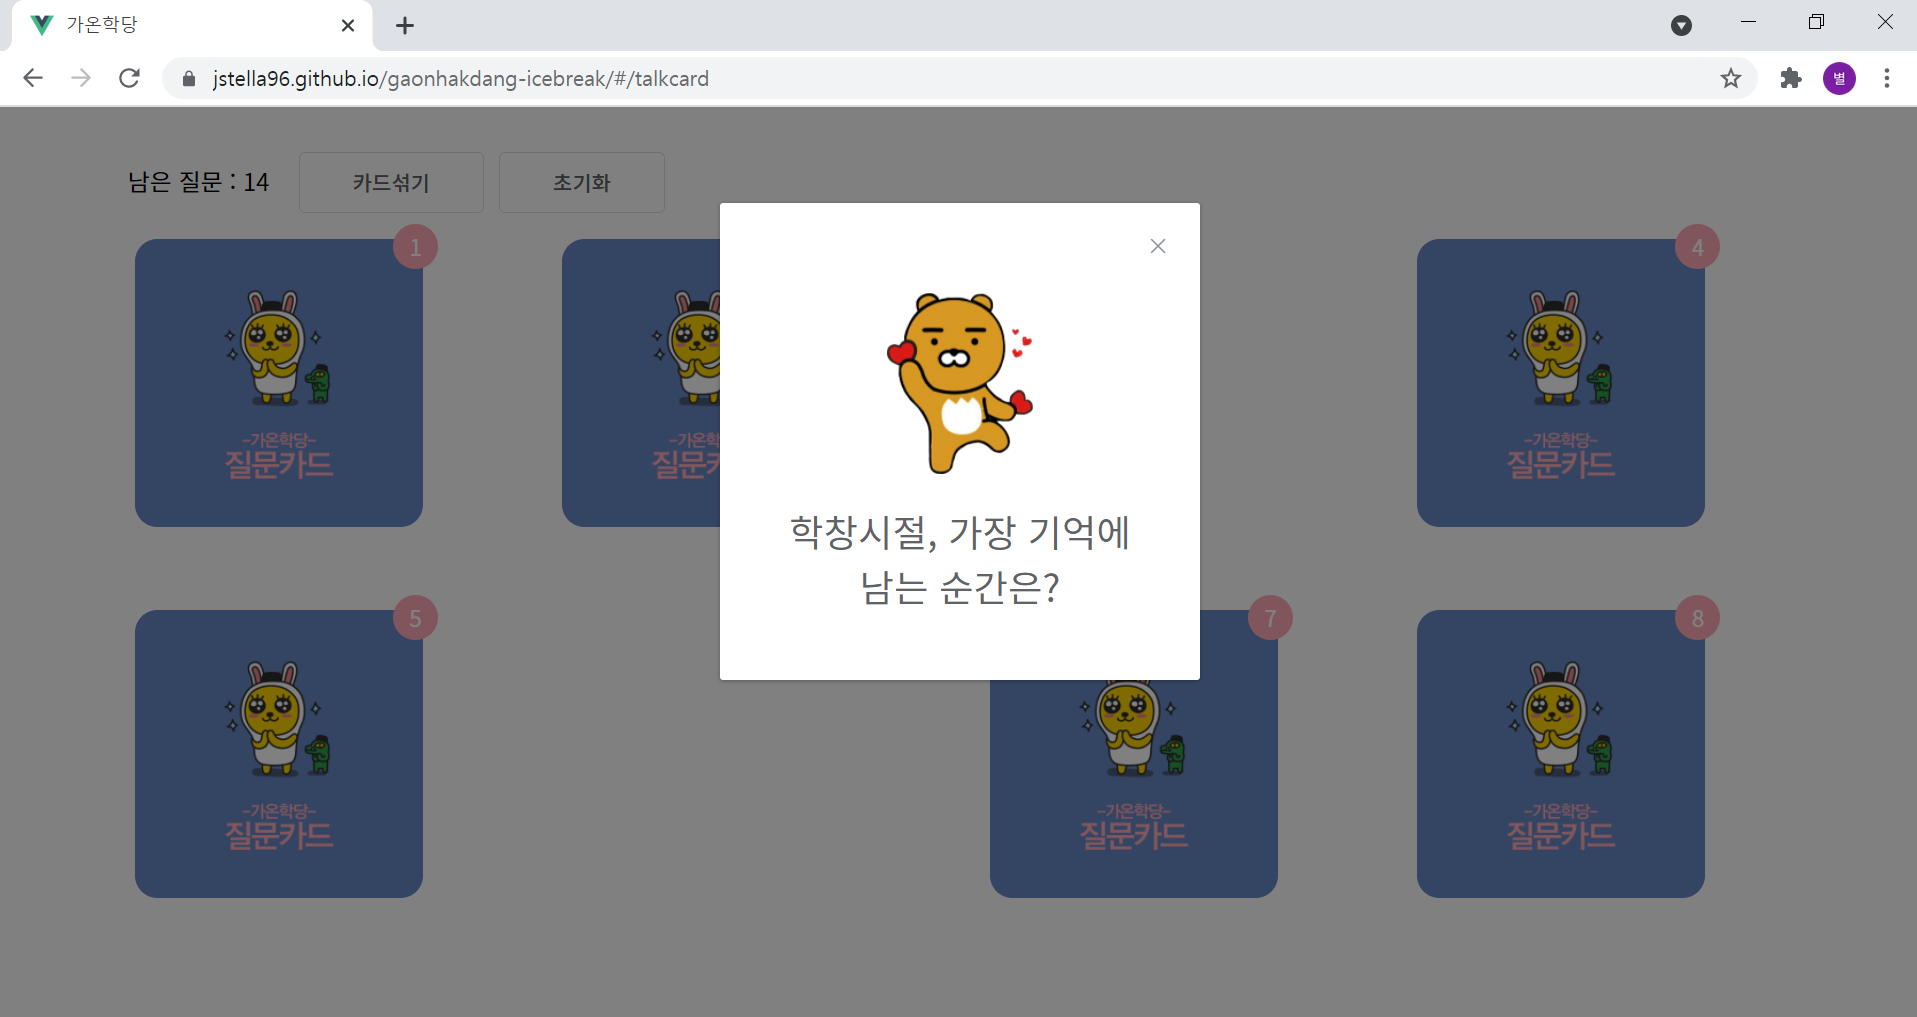 가온학당
jstella96.github.io/gaonhakdang-icebreak/#/talkcard
별
남은 질문 : 14
카드섞기
초기화
1
-가온학당-
질문카드
-가온학
질문카
4
-가온학당-
질문카드
학창시절, 가장 기억에
남는 순간은?
5
-가온학당-
질문카드
7
-가온학당-
질문카드
8
-가온학당-
질문카드